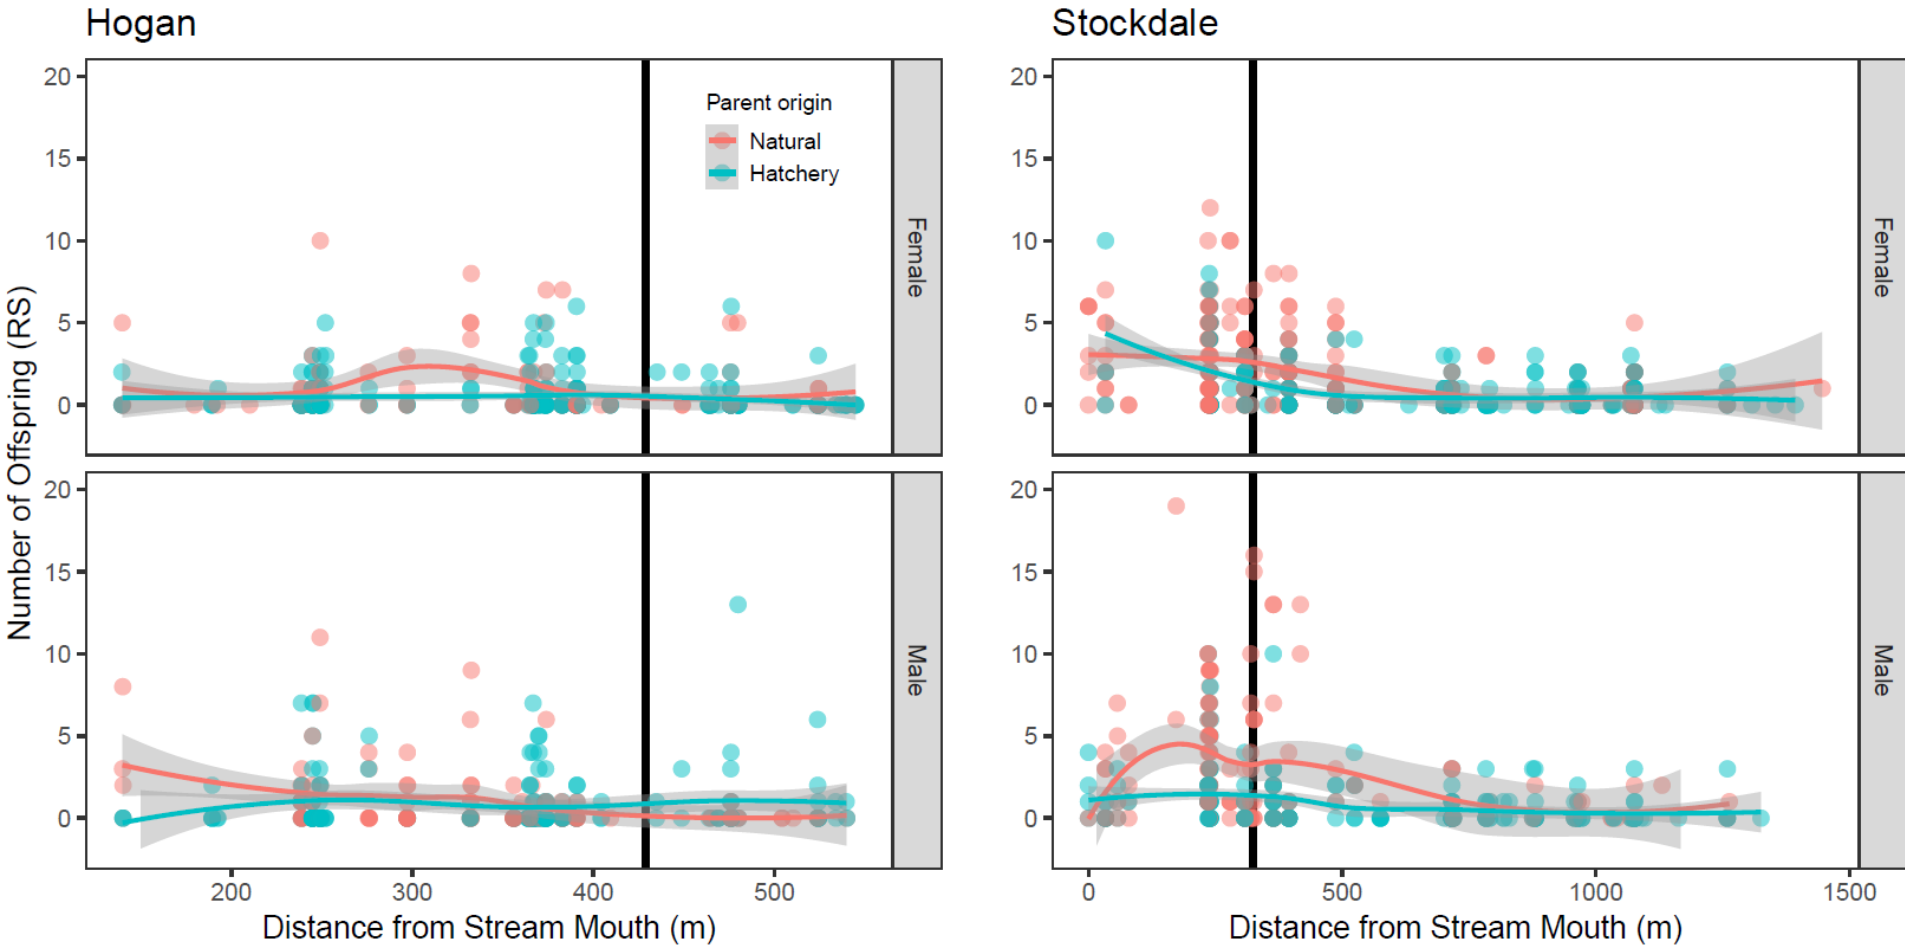 Hogan
Stockdale
Number of Offspring (RS)
20
15
10
5
0
Parent origin
Natural
Hatchery
Female
20
15
10
5
0
Female
20
15
10
5
0
Male
20
15
10
5
0
Male
200
300
400
500
Distance from Stream Mouth (m)
0
500
1000
1500
Distance from Stream Mouth (m)